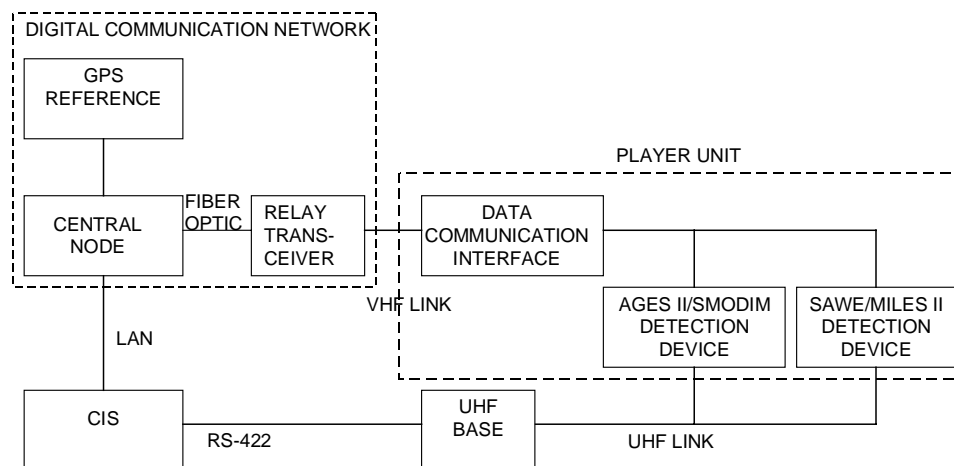 DIGITAL COMMUNICATION NETWORK
GPS
REFERENCE
PLAYER UNIT
CENTRAL
NODE
FIBER
OPTIC
RELAY
TRANS-
CEIVER
DATA
COMMUNICATION
INTERFACE
VHF LINK
AGES II/SMODIM
DETECTION
DEVICE
SAWE/MILES II
DETECTION
DEVICE
LAN
CIS
RS-422
UHF
BASE
UHF LINK